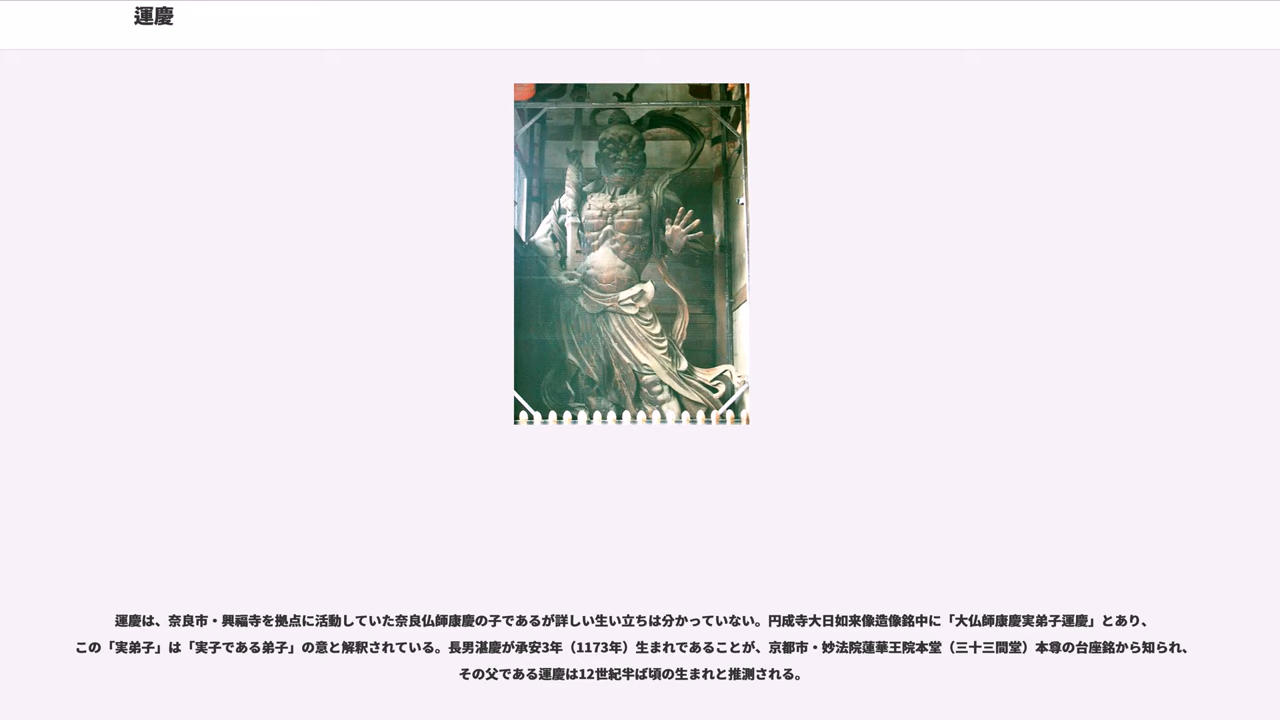 運慶
運慶は、奈良市・興福寺を拠点に活動していた奈良仏師康慶の子であるが詳しい生い立ちは分かっていない。円成寺大日如来像造像銘中に「大仏師康慶実弟子運慶」とあり、
この「実弟子」は「実子である弟子」の意と解釈されている。長男湛慶が承安3年（1173年）生まれであることが、京都市・妙法院蓮華王院本堂（三十三間堂）本尊の台座銘から知られ、
その父である運慶は12世紀半ば頃の生まれと推測される。